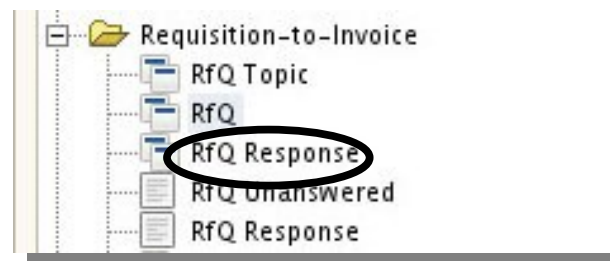 Requisition-to-Invoice
RfQ Topic
RfQ
RfQ Response
RfQ Unanswered
RfQ Response